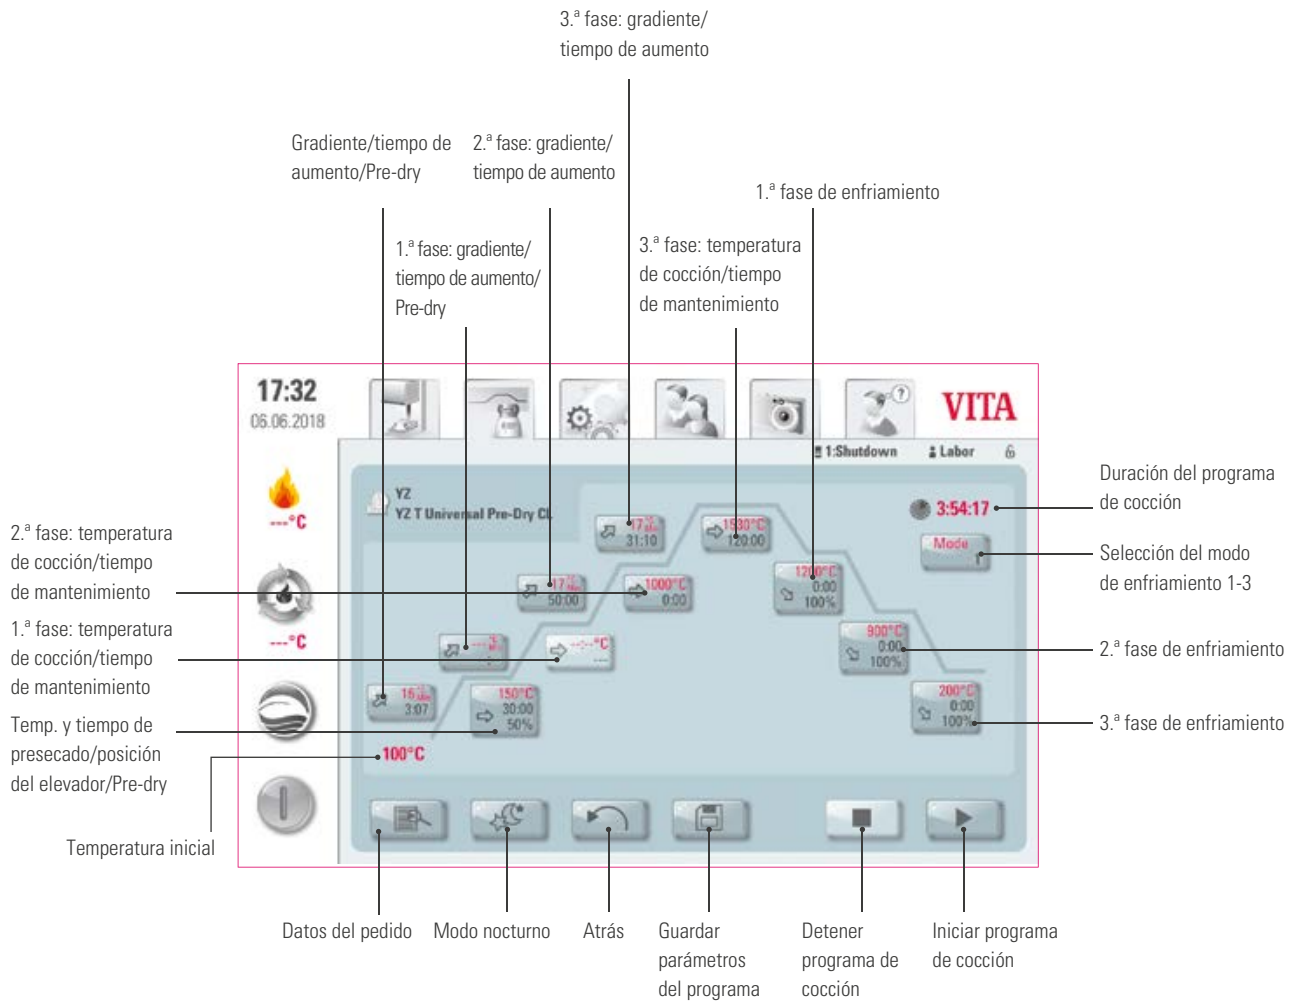 3.ª fase: gradiente/
tiempo de aumento
Gradiente/tiempo de
aumento/Pre-dry
2.ª fase: gradiente/
tiempo de aumento
1.ª fase de enfriamiento
1.ª fase: gradiente/
tiempo de aumento/
Pre-dry
3.ª fase: temperatura
de cocción/tiempo
de mantenimiento
17:32
06.06.2018
VITA
1:Shutdown
Labor
---°C
---°C
YZ
YZ T Universal Pre-Dry CL
3:54:17
Mode
1
17
31:10
1530°C
120:00
17
50:00
1000°C
0:00
1200°C
0:00
100%
--:--°C
---
900°C
0:00
100%
16
3:07
150°C
30:00
50%
200°C
0:00
100%
100°C
2.ª fase: temperatura
de cocción/tiempo
de mantenimiento
1.ª fase: temperatura
de cocción/tiempo
de mantenimiento
Temp. y tiempo de
presecado/posición
del elevador/Pre-dry
Temperatura inicial
Duración del programa
de cocción
Selección del modo
de enfriamiento 1-3
2.ª fase de enfriamiento
3.ª fase de enfriamiento
Datos del pedido
Modo nocturno
Atrás
Guardar
parámetros
del programa
Detener
programa de
cocción
Iniciar programa
de cocción